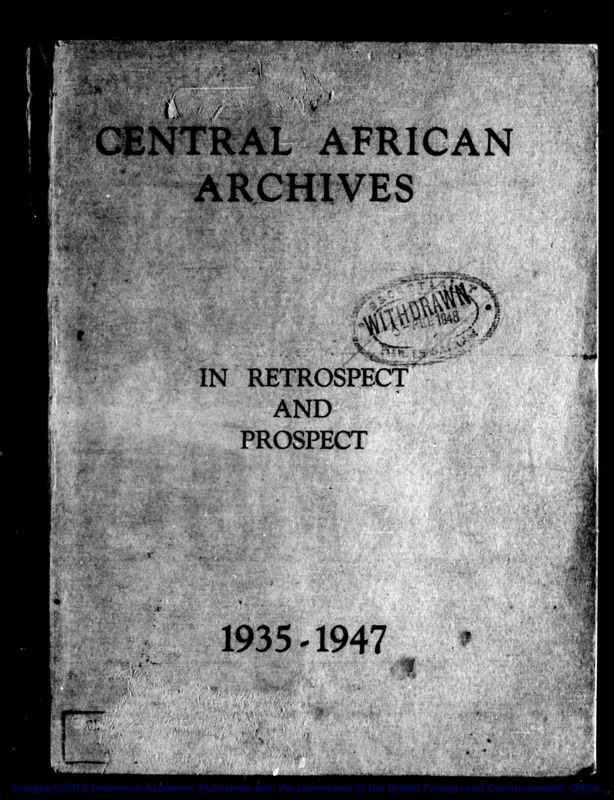 CENTRAL AFRICAN
ARCHIVES
WITHDRAWN
1948
IN RETROSPECT
AND
PROSPECT
1935-1947
Images ©2015 Microform Academic Publishers with the permission of the British Foreign and Commonwealth Office